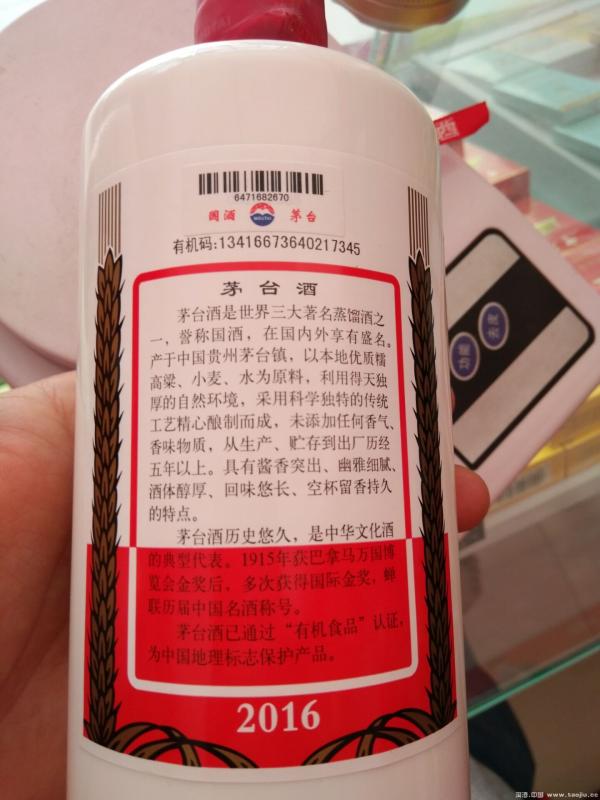 6471682670
国酒 茅台
MOUTAI
有机码:13416673640217345
茅台酒
茅台酒是世界三大著名蒸馏酒之
一，誉称国酒，在国内外享有盛名。
产于中国贵州茅台镇，以本地优质糯
高粱、小麦、水为原料，利用得天独
厚的自然环境，采用科学独特的传统
工艺精心酿制而成，未添加任何香气、
香味物质，从生产、贮存到出厂历经
五年以上。具有酱香突出、幽雅细腻、
酒体醇厚、回味悠长、空杯留香持久
的特点。
茅台酒历史悠久，是中华文化酒
的典型代表。1915年获巴拿马万国博
览会金奖后，多次获得国际金奖，蝉
联历届中国名酒称号。
茅台酒已通过“有机食品”认证，
为中国地理标志保护产品。
2016
功能
去皮
www.taojiu.cc